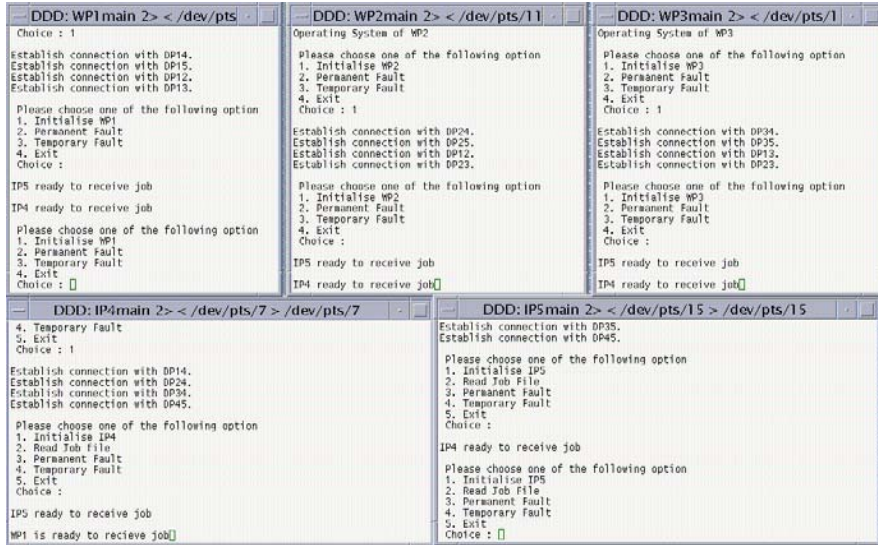 DDD: WP1main 2> < /dev/pts
Choice : 1
Establish connection with DP14.
Establish connection with DP15.
Establish connection with DP12.
Establish connection with DP13.
Please choose one of the following option
1. Initialise WP1
2. Permanent Fault
3. Temporary Fault
4. Exit
Choice :
IP5 ready to receive job
IP4 ready to receive job
Please choose one of the following option
1. Initialise WP1
2. Permanent Fault
3. Temporary Fault
4. Exit
Choice :
DDD: WP2main 2> < /dev/pts/11
Operating System of WP2
Please choose one of the following option
1. Initialise WP2
2. Permanent Fault
3. Temporary Fault
4. Exit
Choice : 1
Establish connection with DP24.
Establish connection with DP25.
Establish connection with DP12.
Establish connection with DP23.
Please choose one of the following option
1. Initialise WP2
2. Permanent Fault
3. Temporary Fault
4. Exit
Choice :
IP5 ready to receive job
IP4 ready to receive job
DDD: WP3main 2> < /dev/pts/1
Operating System of WP3
Please choose one of the following option
1. Initialise WP3
2. Permanent Fault
3. Temporary Fault
4. Exit
Choice : 1
Establish connection with DP34.
Establish connection with DP35.
Establish connection with DP13.
Establish connection with DP23.
Please choose one of the following option
1. Initialise WP3
2. Permanent Fault
3. Temporary Fault
4. Exit
Choice :
IP5 ready to receive job
IP4 ready to receive job
DDD: IP4main 2> < /dev/pts/7 > /dev/pts/7
4. Temporary Fault
5. Exit
Choice : 1
Establish connection with DP14.
Establish connection with DP24.
Establish connection with DP34.
Establish connection with DP45.
Please choose one of the following option
1. Initialise IP4
2. Read Job file
3. Permanent Fault
4. Temporary Fault
5. Exit
Choice :
IP5 ready to receive job
WP1 is ready to recieve job
DDD: IP5main 2> < /dev/pts/15 > /dev/pts/15
Establish connection with DP35.
Establish connection with DP45.
Please choose one of the following option
1. Initialise IP5
2. Read Job File
3. Permanent Fault
4. Temporary Fault
5. Exit
Choice :
IP4 ready to receive job
Please choose one of the following option
1. Initialise IP5
2. Read Job File
3. Permanent Fault
4. Temporary Fault
5. Exit
Choice :